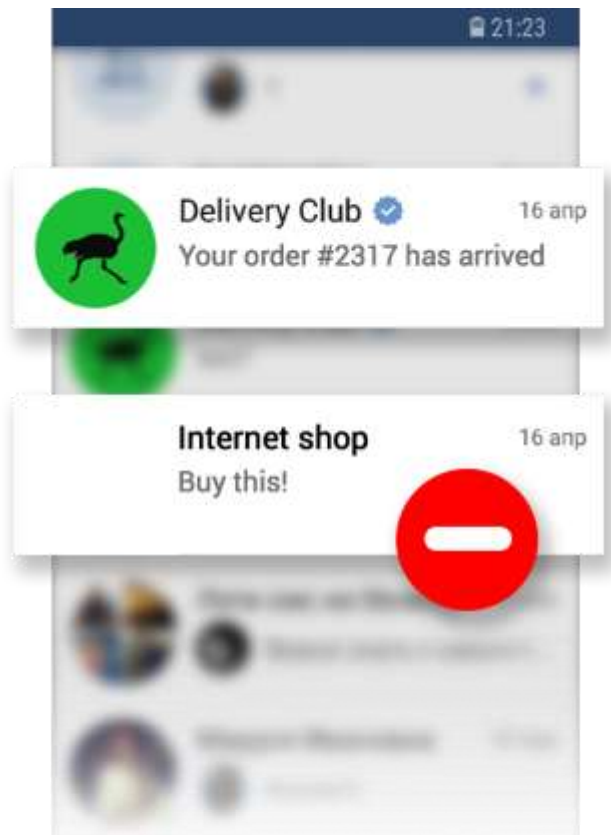 21:23
Delivery Club
16 апр
Your order #2317 has arrived
Internet shop
16 апр
Buy this!